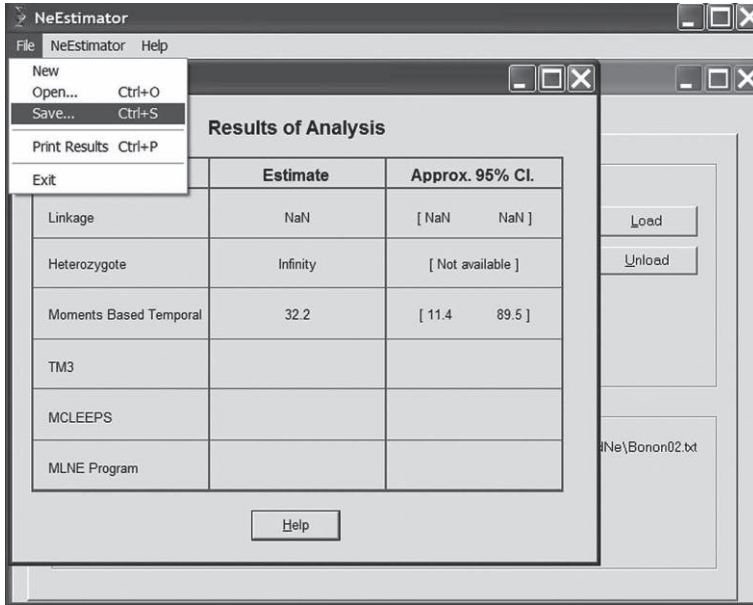 NeEstimator
File NeEstimator Help
New
Open... Ctrl+O
Save... Ctrl+S
Print Results Ctrl+P
Exit
Results of Analysis
Estimate Approx. 95% CI.
Linkage NaN [ NaN NaN ]
Heterozygote Infinity [ Not available ]
Moments Based Temporal 32.2 [ 11.4 89.5 ]
TM3
MCLEEPS
MLNE Program
Help
Load
Unload
Ne\Bonon02.txt